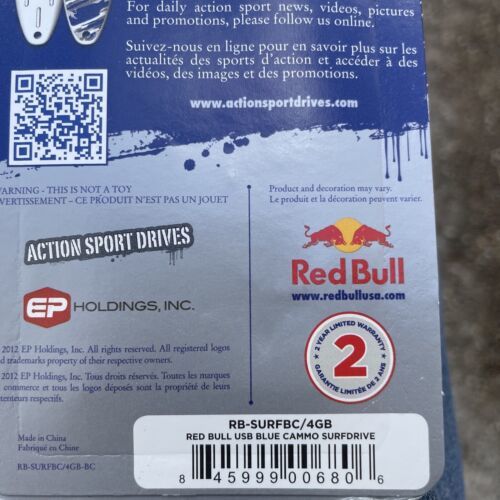 For daily action sport news, videos, pictures
and promotions, please follow us online.
Suivez-nous en ligne pour en savoir plus sur les
actualités des sports d'action et accéder à des
vidéos, des images et des promotions.
www.actionsportdrives.com
- THIS IS NOT A TOY
- CE PRODUIT N'EST PAS UN JOUET
Product and decoration may vary.
Le produit et la décoration peuvent varier.
ACTION SPORT DRIVES
EP HOLDINGS, INC.
Red Bull
www.redbullusa.com
2 YEAR LIMITED WARRANTY
2
GARANTIE LIMITÉE DE 2 ANS
2012 EP Holdings, Inc. All rights reserved. All registered logos
trademarks property of their respective owners.
2012 EP Holdings, Inc. Tous droits réservés. Toutes les marques
commerce et tous les logos déposés sont la propriété de leurs
Made in China
Fabriqué en Chine
RB-SURFBC/4GB-BC
RB-SURFBC/4GB
RED BULL USB BLUE CAMMO SURFDRIVE
8 45999 00680 6